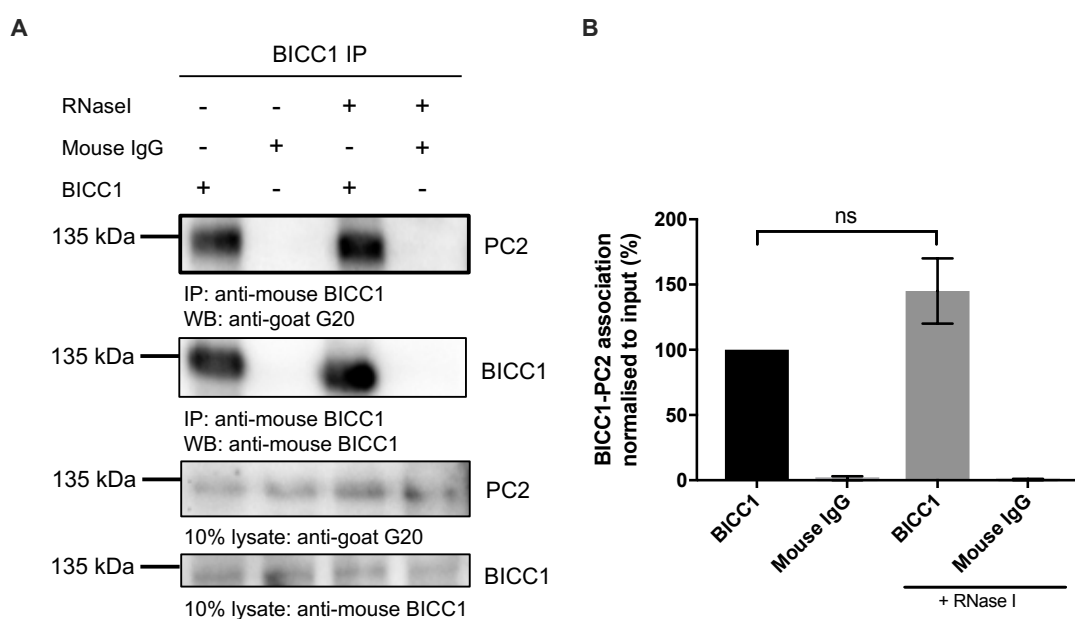 A
BICC1 IP
RNaseI - - + +
Mouse IgG - + - +
BICC1 + - + -
135 kDa PC2
IP: anti-mouse BICC1
WB: anti-goat G20
135 kDa BICC1
IP: anti-mouse BICC1
WB: anti-mouse BICC1
135 kDa PC2
10% lysate: anti-goat G20
135 kDa BICC1
10% lysate: anti-mouse BICC1
B
BICC1-PC2 association
normalised to input (%)
200
150
100
50
0
ns
BICC1
Mouse IgG
BICC1
Mouse IgG
+ RNase I